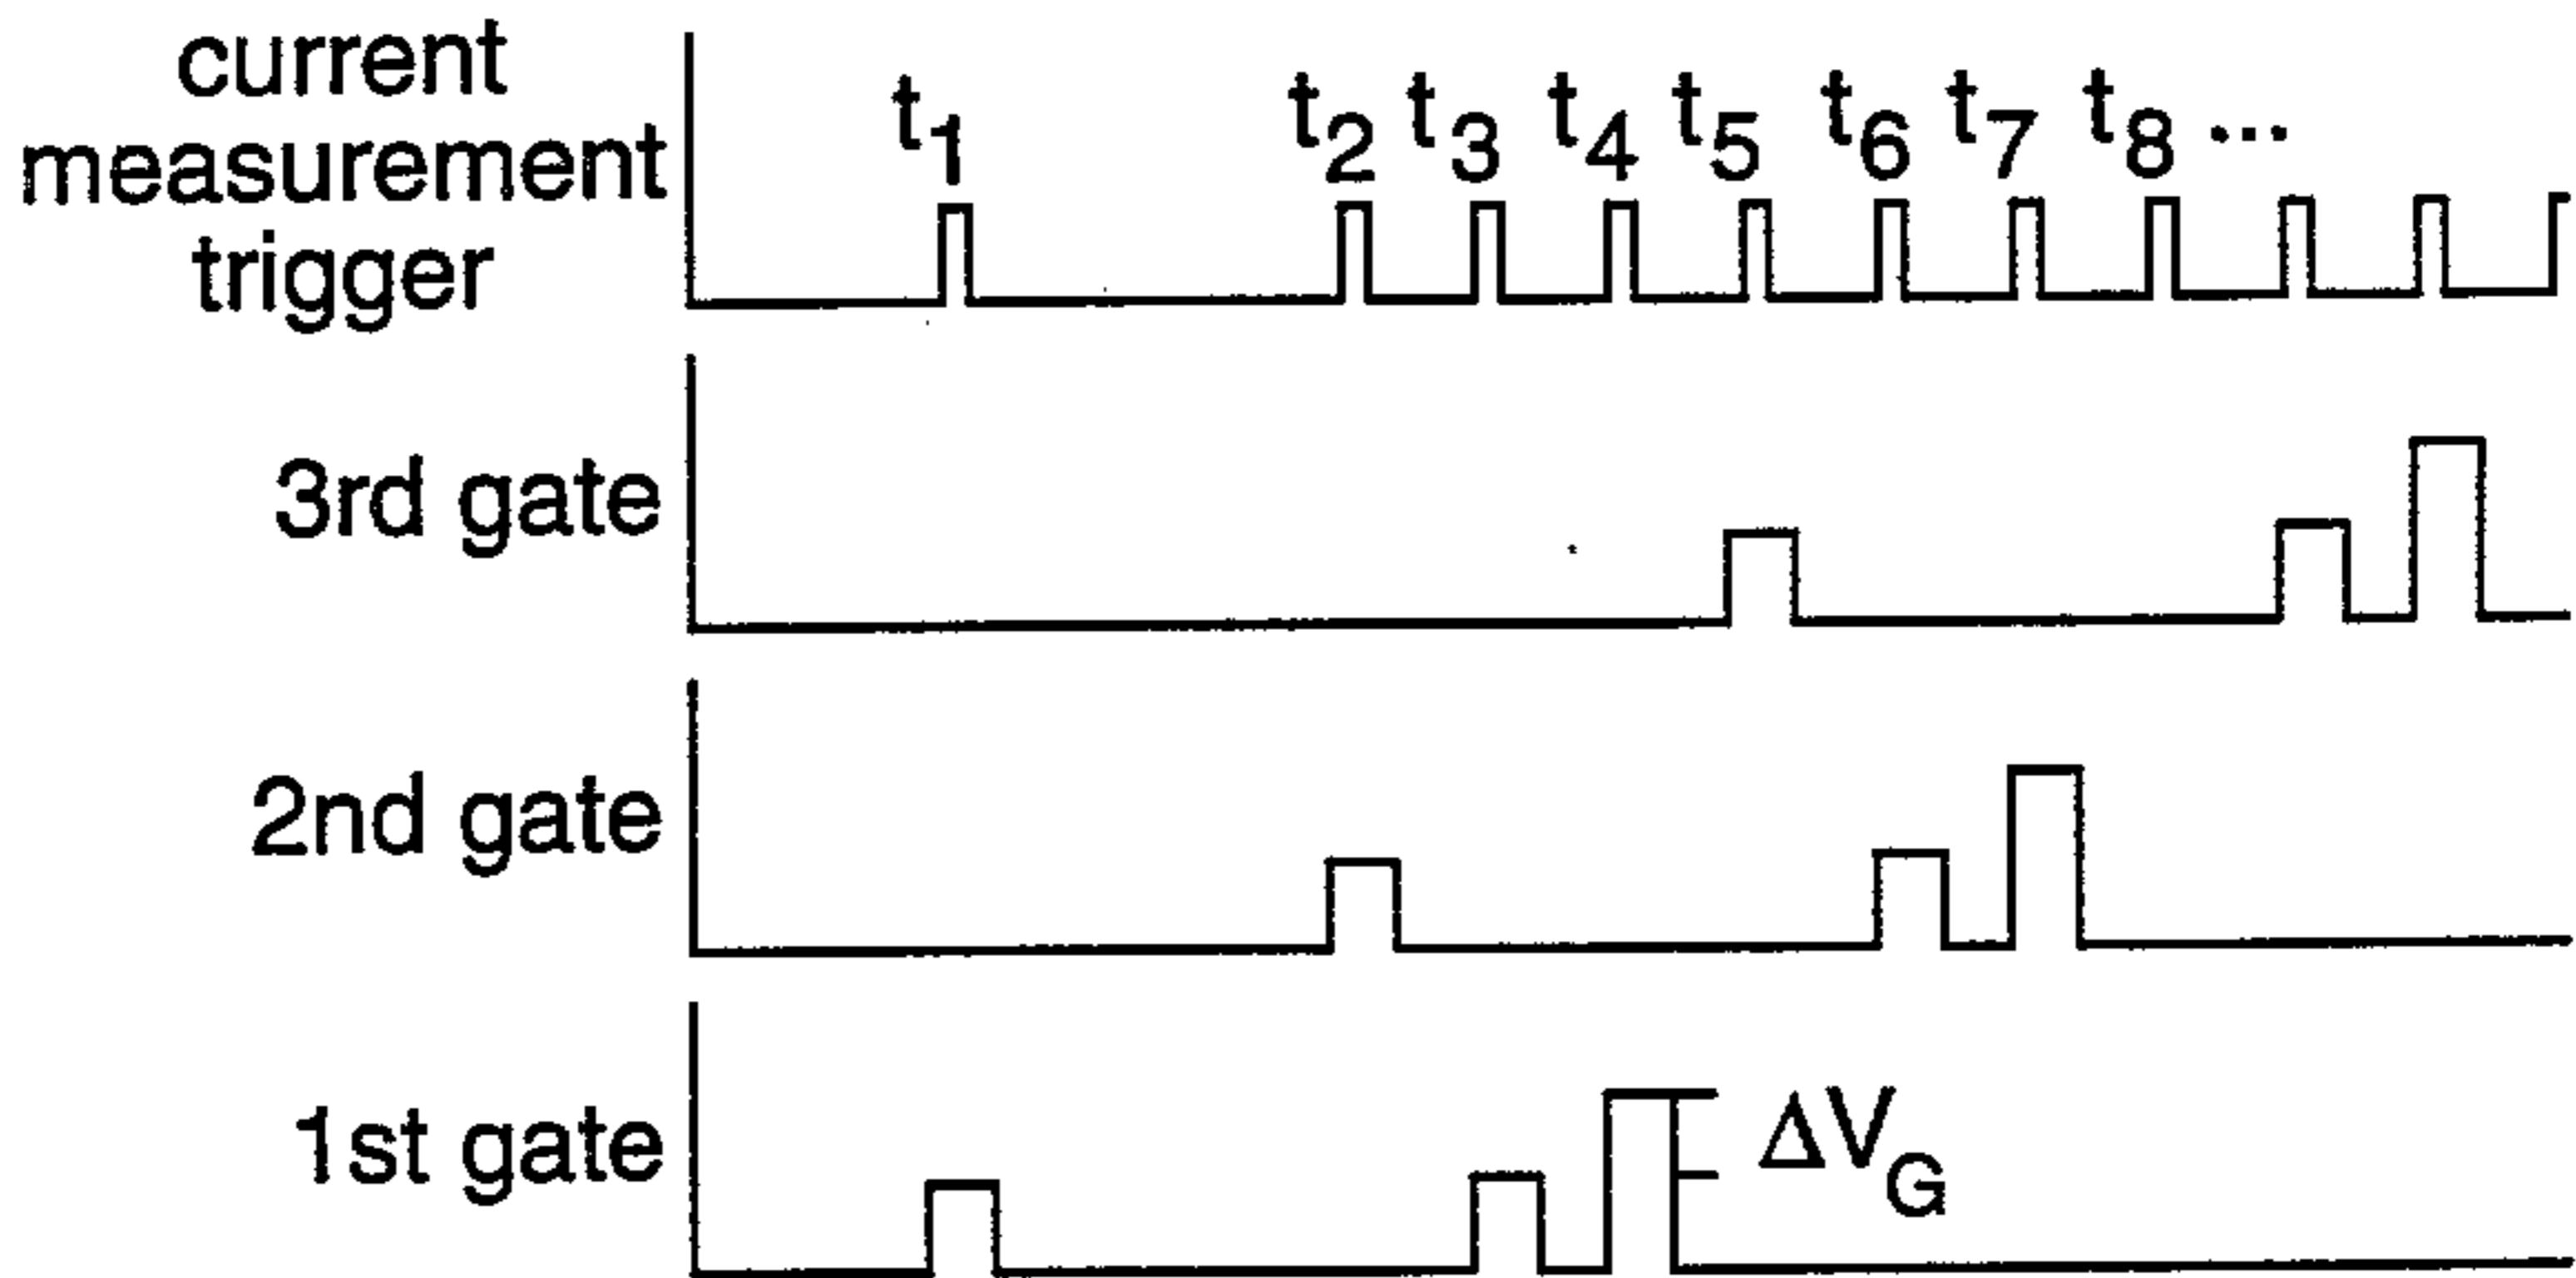 current
measurement
trigger
t1 t2 t3 t4 t5 t6 t7 t8 ...
3rd gate
2nd gate
1st gate
ΔVG